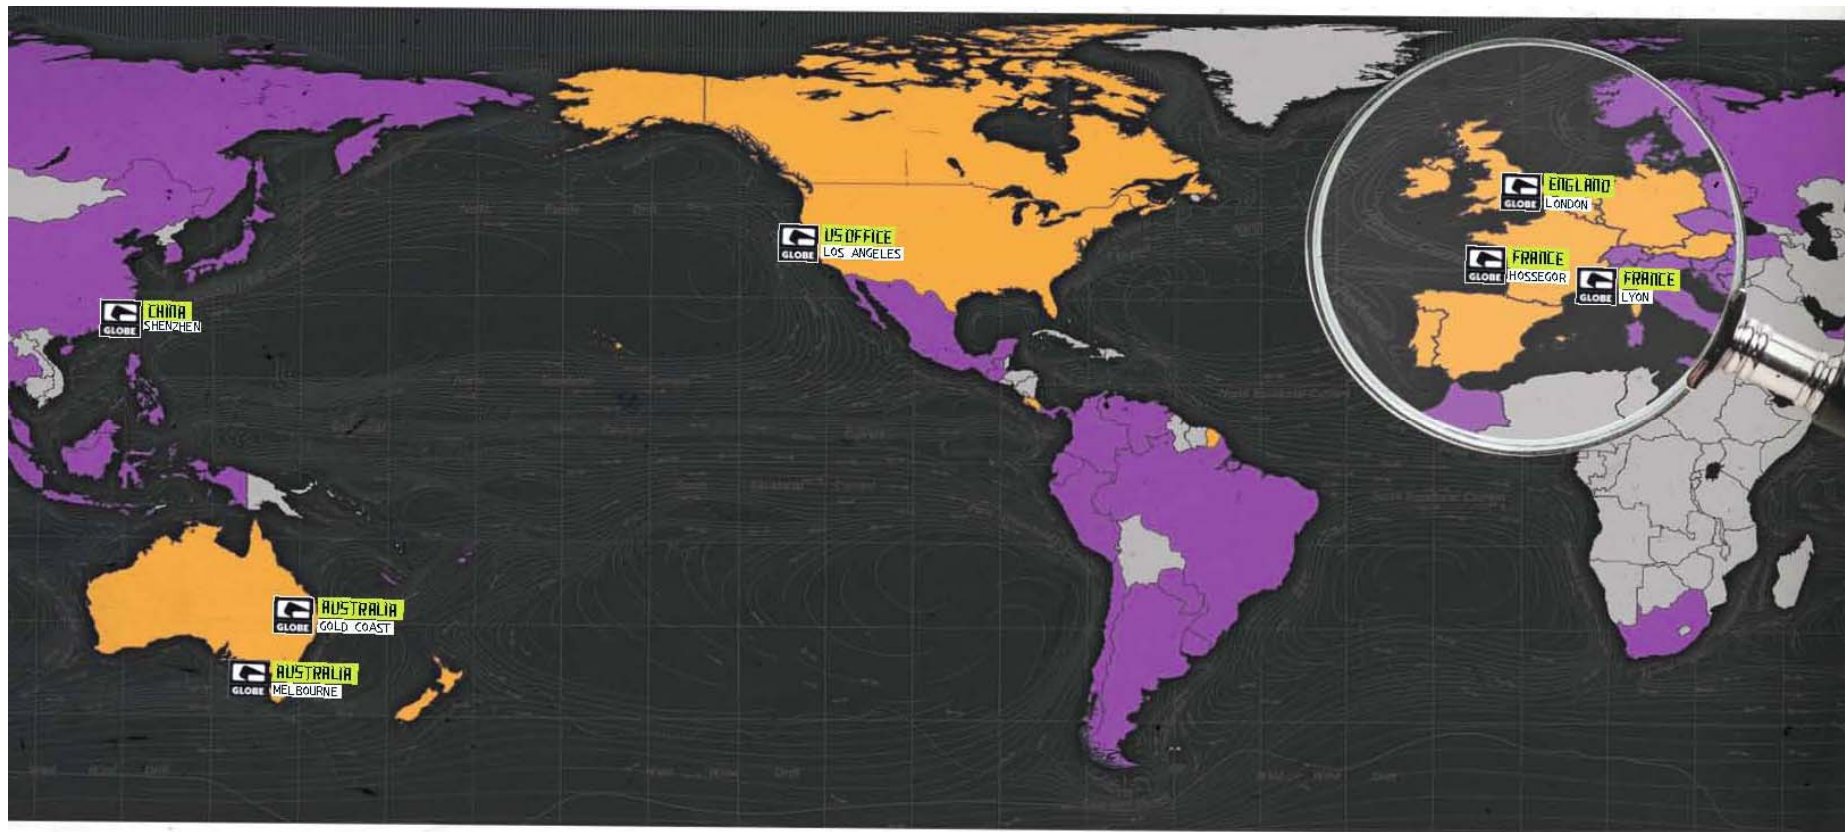 ENGLAND
GLOBE
LONDON
US OFFICE
GLOBE
LOS ANGELES
FRANCE
GLOBE
HOSSEGOR
FRANCE
GLOBE
LYON
CHINA
GLOBE
SHENZHEN
AUSTRALIA
GLOBE
GOLD COAST
AUSTRALIA
GLOBE
MELBOURNE